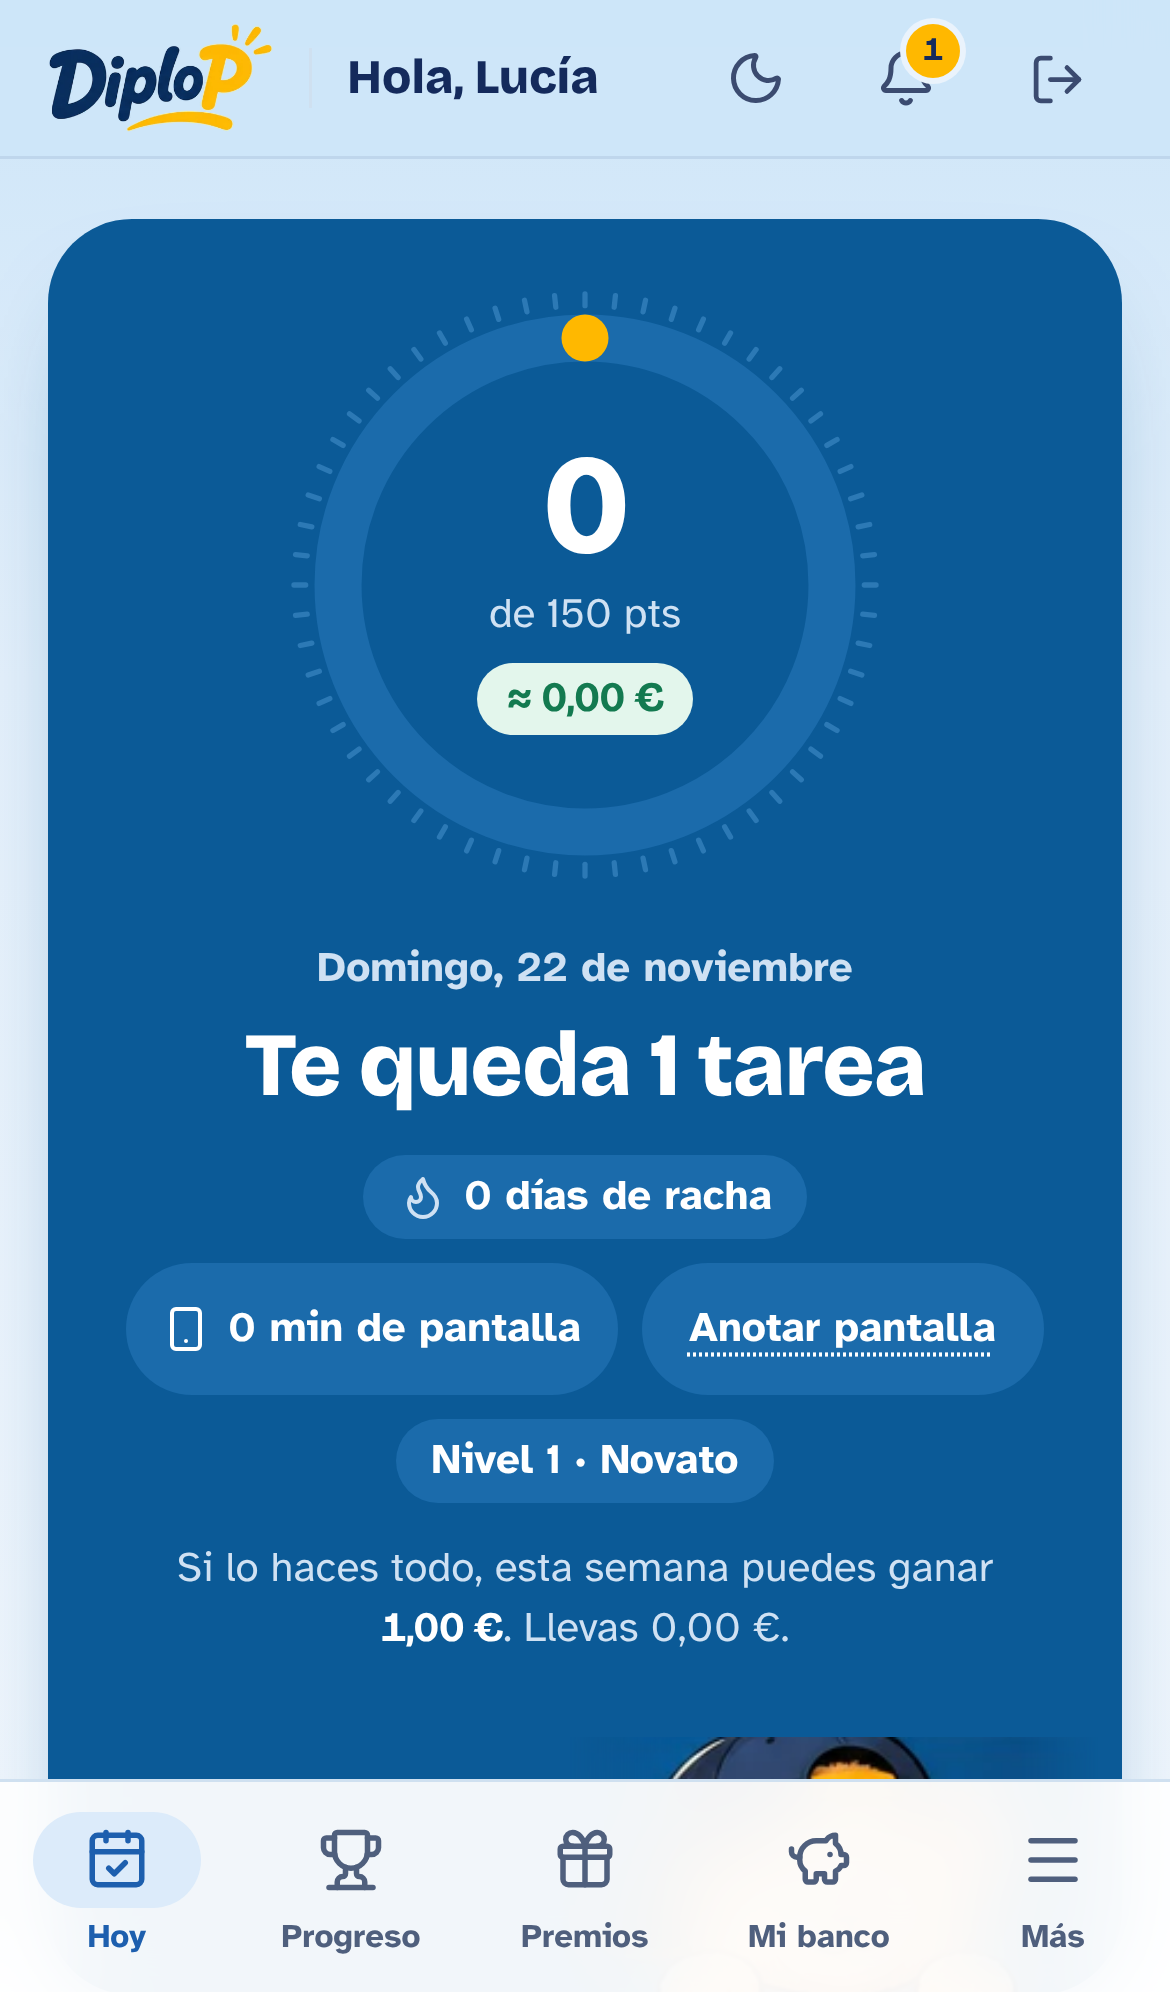 DiploP
Hola, Lucía
1
0
de 150 pts
≈ 0,00 €
Domingo, 22 de noviembre
Te queda 1 tarea
0 días de racha
0 min de pantalla
Anotar pantalla
Nivel 1 · Novato
Si lo haces todo, esta semana puedes ganar
1,00 €. Llevas 0,00 €.
Hoy
Progreso
Premios
Mi banco
Más